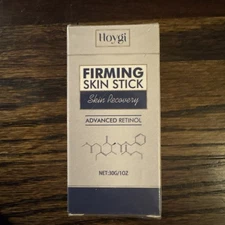 Hoygi
FIRMING
SKIN STICK
Skin Recovery
ADVANCED RETINOL
NET:30G/1OZ